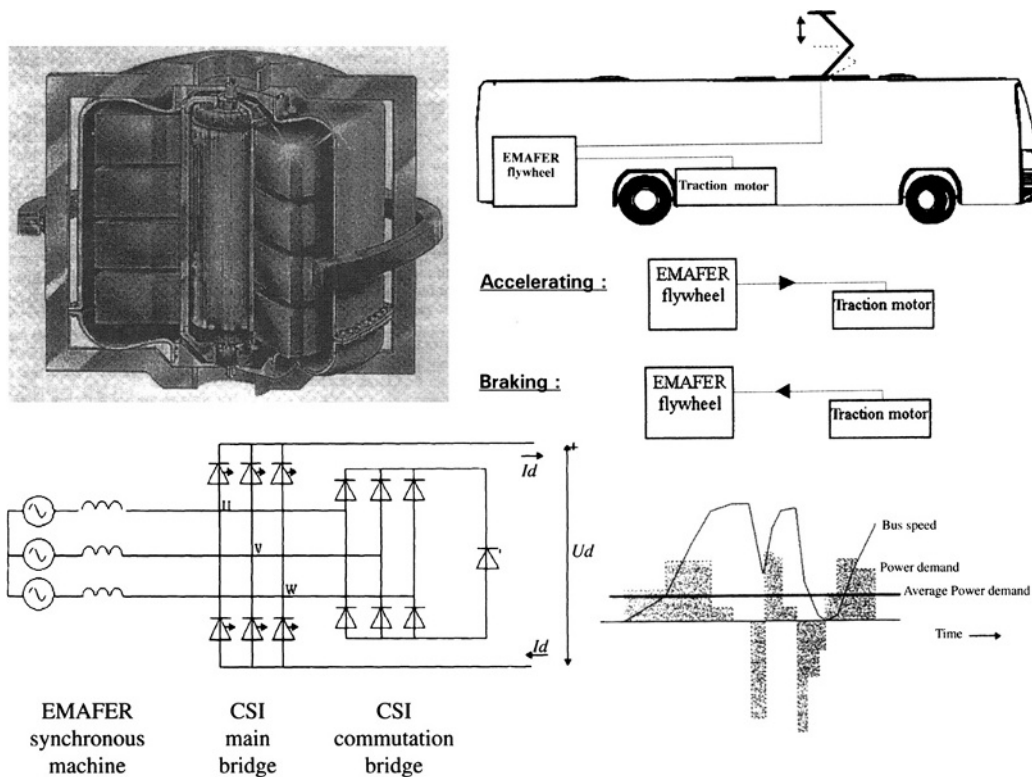 EMAFER
flywheel
Traction motor
Accelerating :
EMAFER
flywheel
Traction motor
Braking :
EMAFER
flywheel
Traction motor
Id
+
U
V
W
Ud
Id
EMAFER
synchronous
machine
CSI
main
bridge
CSI
commutation
bridge
Bus speed
Power demand
Average Power demand
Time